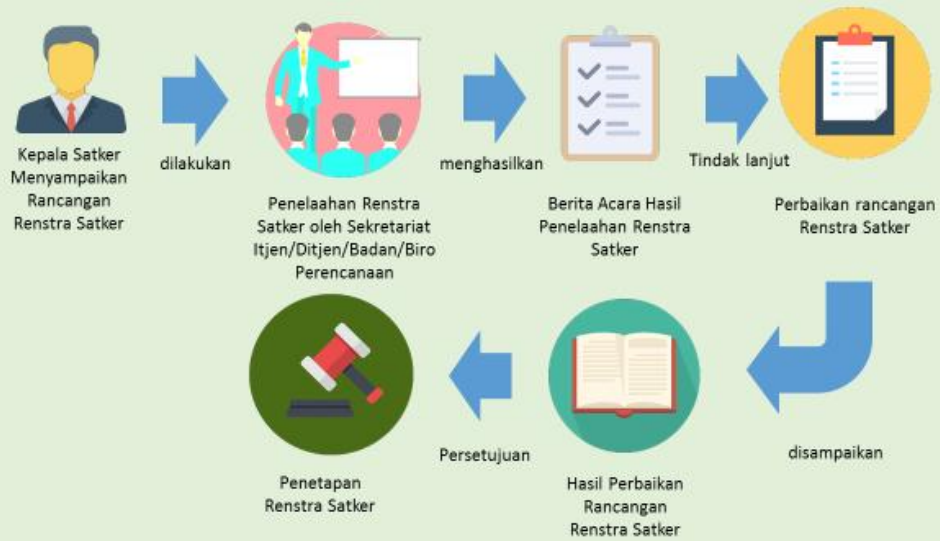 Kepala Satker
Menyampaikan
Rancangan
Renstra Satker
dilakukan
Penelaahan Renstra
Satker oleh Sekretariat
Itjen/Ditjen/Badan/Biro
Perencanaan
menghasilkan
Berita Acara Hasil
Penelaahan Renstra
Satker
Tindak lanjut
Perbaikan rancangan
Renstra Satker
disampaikan
Hasil Perbaikan
Rancangan
Renstra Satker
Persetujuan
Penetapan
Renstra Satker